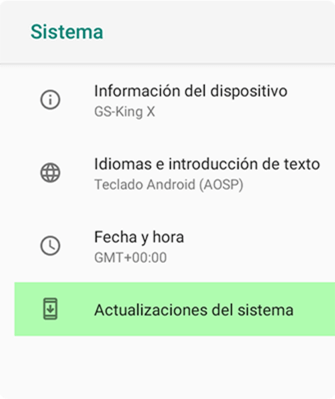 Sistema
Información del dispositivo
GS-King X
Idiomas e introducción de texto
Teclado Android (AOSP)
Fecha y hora
GMT+00:00
Actualizaciones del sistema